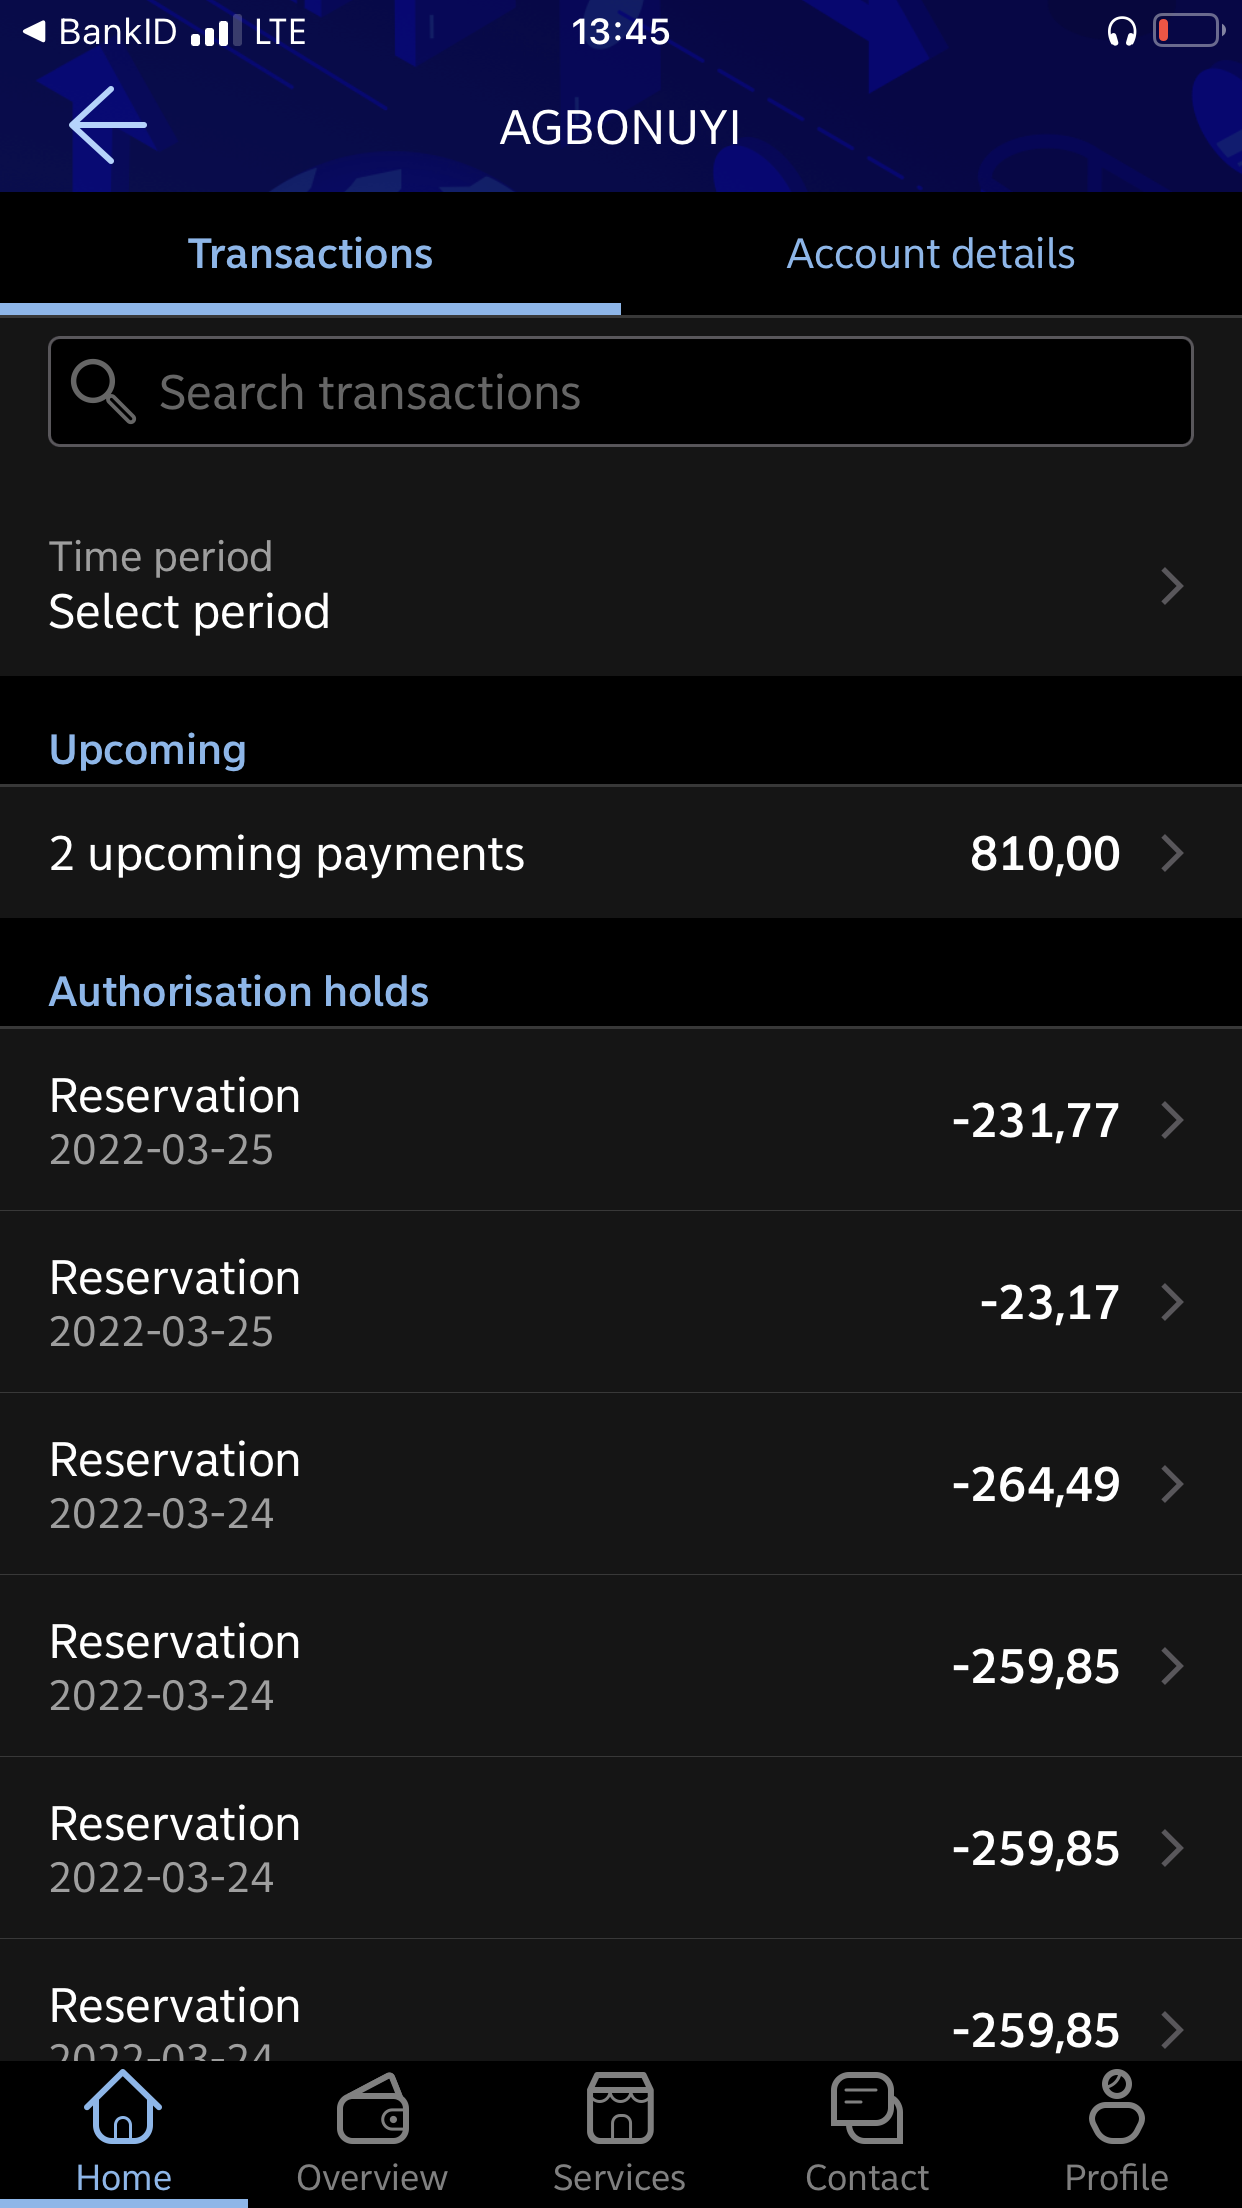 BankID LTE 13:45
AGBONUYI
Transactions Account details
Search transactions
Time period
Select period
Upcoming
2 upcoming payments 810,00
Authorisation holds
Reservation
2022-03-25 -231,77
Reservation
2022-03-25 -23,17
Reservation
2022-03-24 -264,49
Reservation
2022-03-24 -259,85
Reservation
2022-03-24 -259,85
Reservation
2022-03-24 -259,85
Home Overview Services Contact Profile